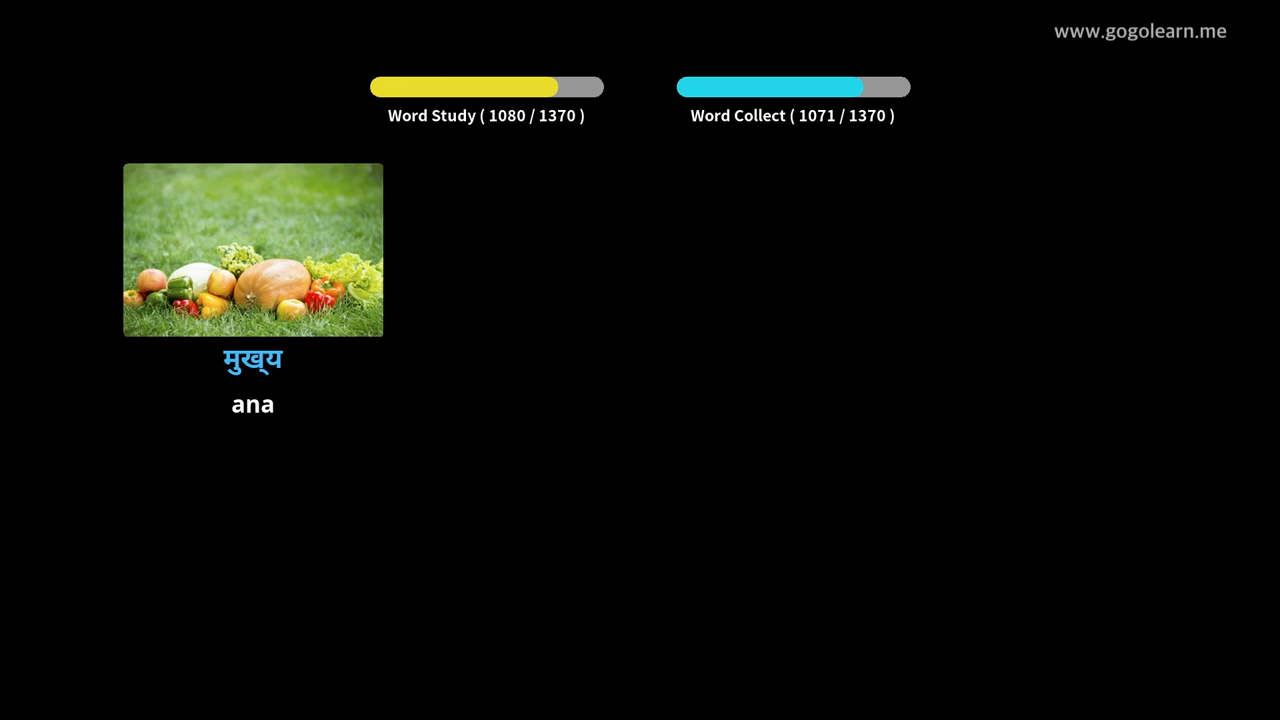 www.gogolearn.me
Word Study ( 1080 / 1370 )
Word Collect ( 1071 / 1370 )
मुख्य
ana